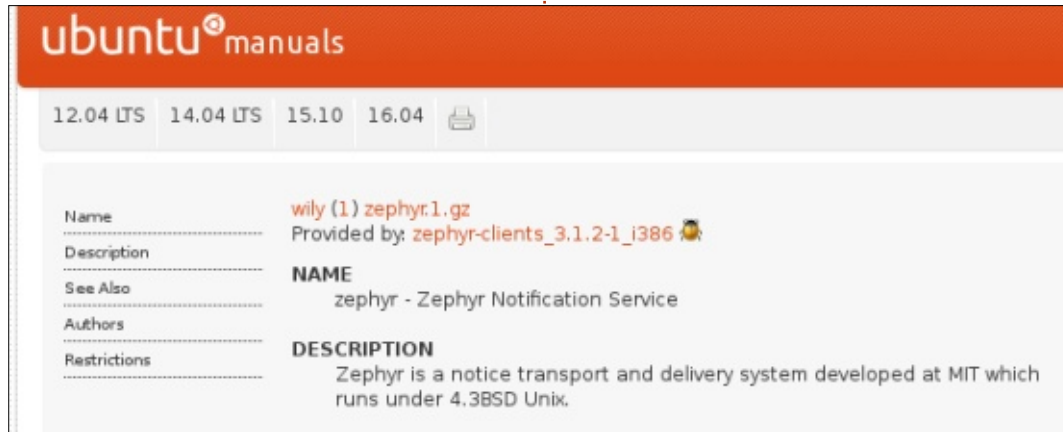 ubuntu manuals
12.04 LTS 14.04 LTS 15.10 16.04
Name
Description
See Also
Authors
Restrictions
wily (1) zephyr.1.gz
Provided by: zephyr-clients_3.1.2-1_i386
NAME
zephyr - Zephyr Notification Service
DESCRIPTION
Zephyr is a notice transport and delivery system developed at MIT which
runs under 4.3BSD Unix.